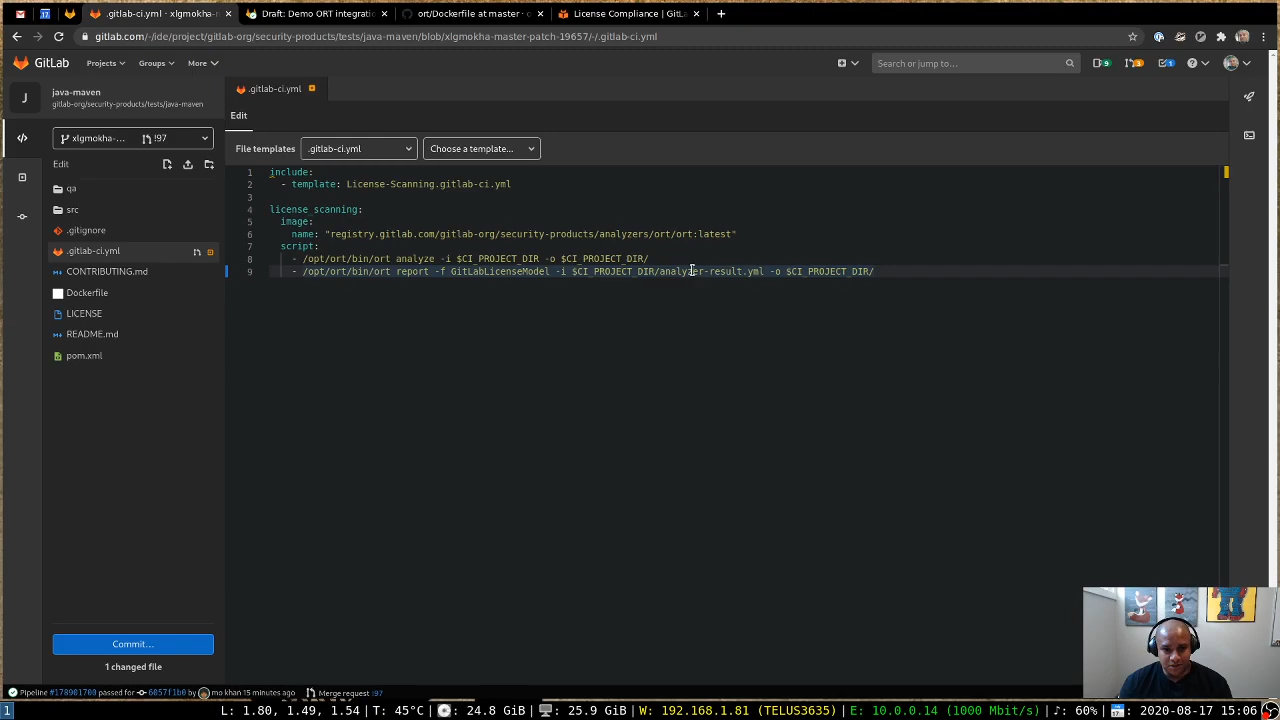 .gitlab-ci.yml · xlgmokha-
Draft: Demo ORT integratio
ort/Dockerfile at master · o
License Compliance | GitLa
gitlab.com/-/ide/project/gitlab-org/security-products/tests/java-maven/blob/xlgmokha-master-patch-19657/-/.gitlab-ci.yml
GitLab
Projects
Groups
More
Search or jump to...
9
3
1
J
java-maven
gitlab-org/security-products/tests/java-maven
.gitlab-ci.yml
Edit
xlgmokha-...
!97
File templates
.gitlab-ci.yml
Choose a template...
Edit
qa
src
.gitignore
.gitlab-ci.yml
CONTRIBUTING.md
Dockerfile
LICENSE
README.md
pom.xml
1 include:
2 - template: License-Scanning.gitlab-ci.yml
3
4 license_scanning:
5 image:
6 name: "registry.gitlab.com/gitlab-org/security-products/analyzers/ort/ort:latest"
7 script:
8 - /opt/ort/bin/ort analyze -i $CI_PROJECT_DIR -o $CI_PROJECT_DIR/
9 - /opt/ort/bin/ort report -f GitLabLicenseModel -i $CI_PROJECT_DIR/analyzer-result.yml -o $CI_PROJECT_DIR/
Commit...
1 changed file
Pipeline #178901700 passed for 6057f1b0 by mo khan 15 minutes ago
Merge request !97
1
L: 1.80, 1.49, 1.54 | T: 45°C | : 24.8 GiB | : 25.9 GiB | W: 192.168.1.81 (TELUS3635) | E: 10.0.0.14 (1000 Mbit/s) | ♪: 60% | : 2020-08-17 15:06